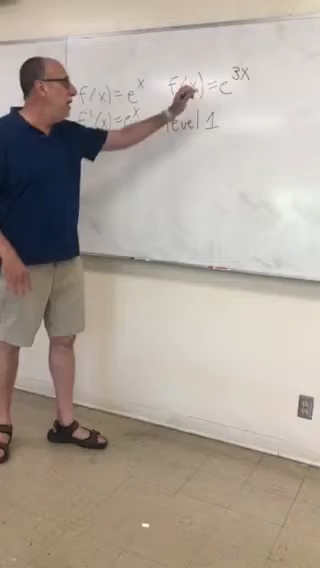 f(x) = e^x
f(x) = e^{3x}
f'(x) = e^x
level 1